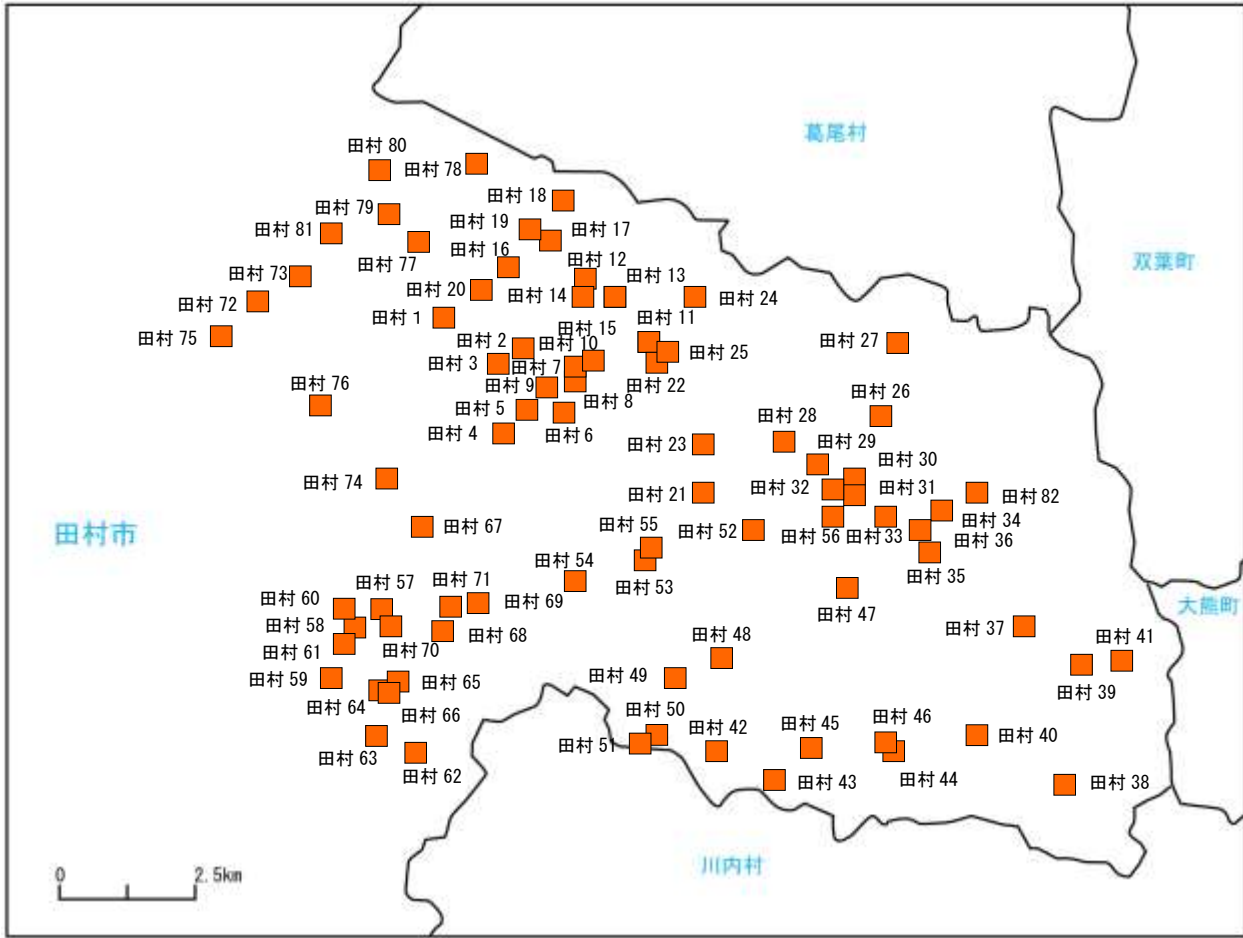 葛尾村
田村 80
田村 78
田村 18
田村 79
田村 19
田村 81
田村 17
田村 16
田村 77
田村 12
双葉町
田村 73
田村 13
田村 20
田村 14
田村 24
田村 72
田村 1
田村 11
田村 15
田村 75
田村 2
田村 10
田村 27
田村 25
田村 3
田村 7
田村 22
田村 76
田村 9
田村 26
田村 8
田村 5
田村 4
田村 6
田村 28
田村 23
田村 29
田村 30
田村 74
田村 32
田村 31
田村 21
田村 82
田村 34
田村市
田村 67
田村 55
田村 52
田村 56
田村 33
田村 36
田村 54
田村 35
田村 57
田村 71
田村 53
田村 60
田村 69
田村 47
大熊町
田村 58
田村 68
田村 37
田村 48
田村 41
田村 61
田村 70
田村 59
田村 65
田村 49
田村 39
田村 64
田村 66
田村 50
田村 42
田村 45
田村 46
田村 40
田村 51
田村 63
田村 62
田村 43
田村 44
田村 38
川内村
0
2.5km